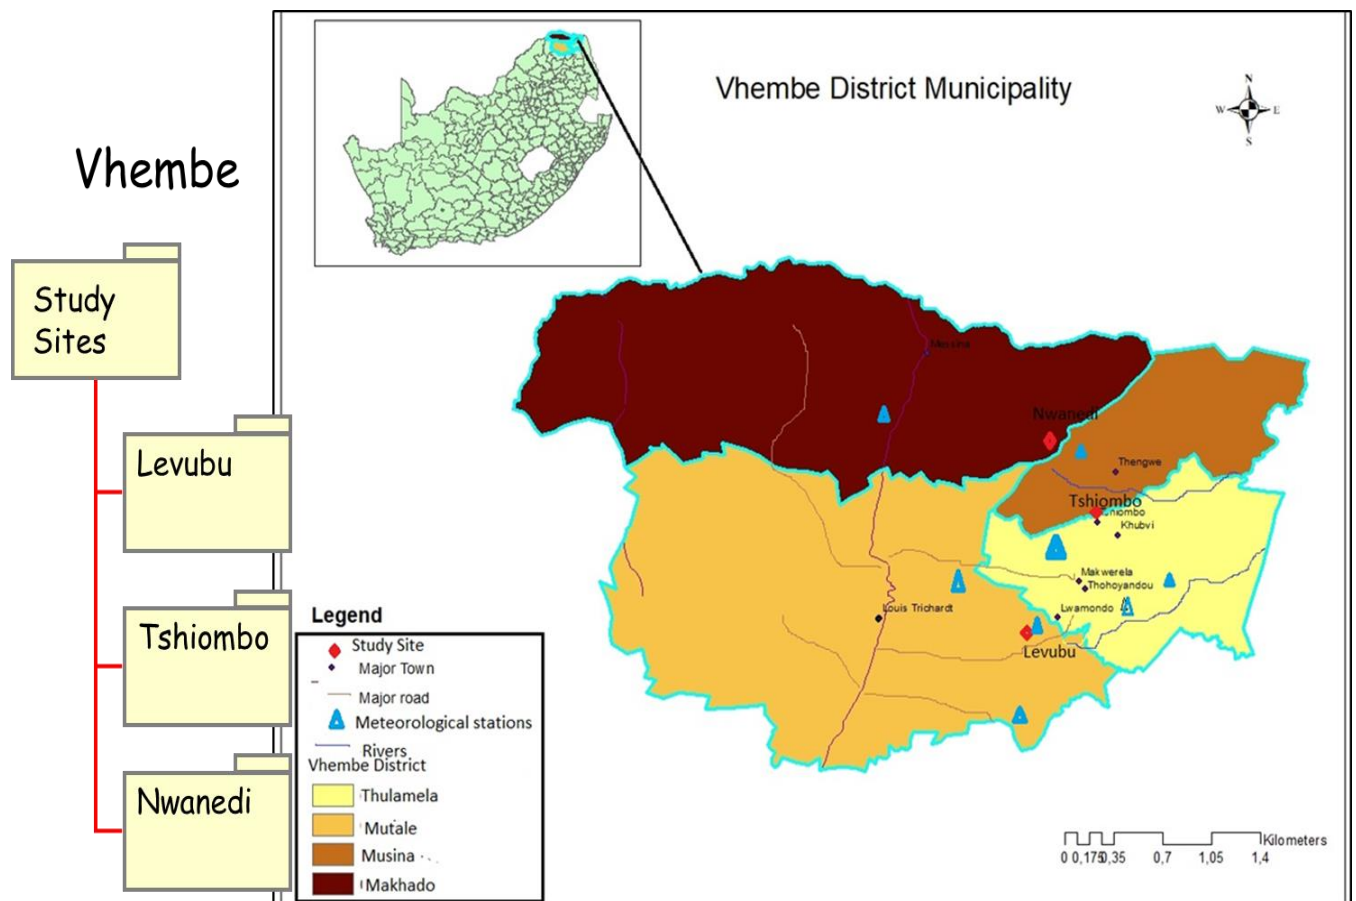 Vhembe
Study
Sites
Levubu
Tshiombo
Nwanedi
Vhembe District Municipality
N
W
E
S
Messina
Nwanedi
Thengwe
Tshiombo
Khubvi
Makwerela
Thohoyandou
Lwamondo
Louis Trichardt
Levubu
Legend
Study Site
Major Town
Major road
Meteorological stations
Rivers
Vhembe District
Thulamela
Mutale
Musina
Makhado
Kilometers
0 0,175 0,35 0,7 1,05 1,4